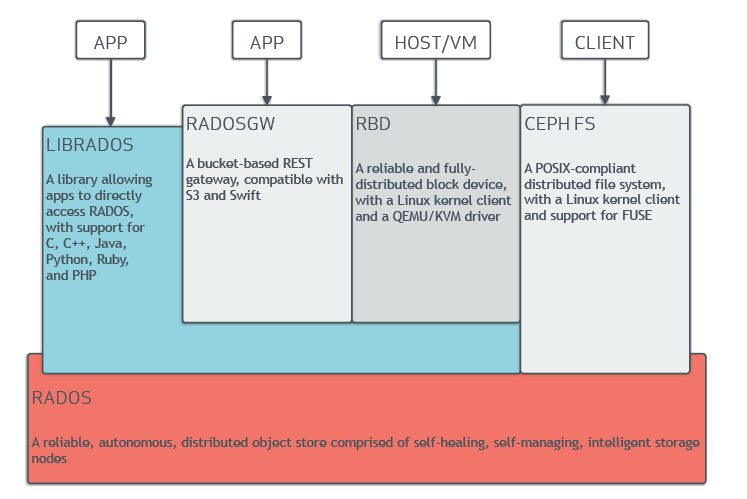 APP
APP
HOST/VM
CLIENT
LIBRADOS
A library allowing
apps to directly
access RADOS,
with support for
C, C++, Java,
Python, Ruby,
and PHP
RADOSGW
A bucket-based REST
gateway, compatible with
S3 and Swift
RBD
A reliable and fully-
distributed block device,
with a Linux kernel client
and a QEMU/KVM driver
CEPH FS
A POSIX-compliant
distributed file system,
with a Linux kernel client
and support for FUSE
RADOS
A reliable, autonomous, distributed object store comprised of self-healing, self-managing, intelligent storage
nodes